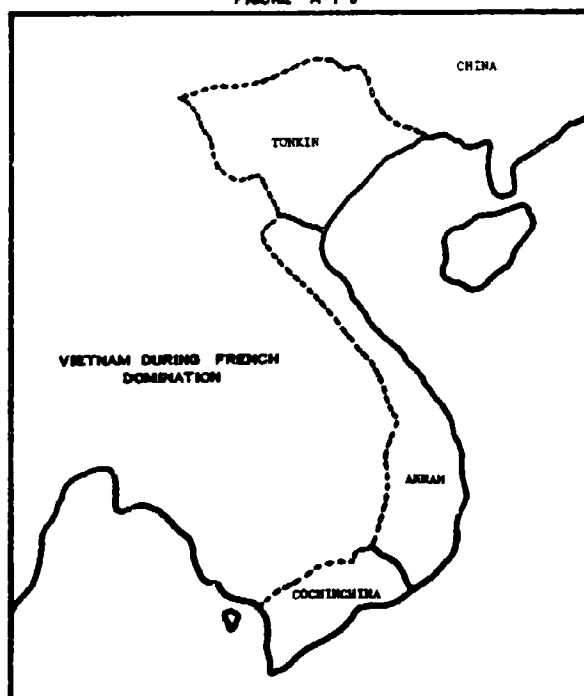 CHINA
TONKIN
VIETNAM DURING FRENCH
DOMINATION
ANNAM
COCHINCHINA